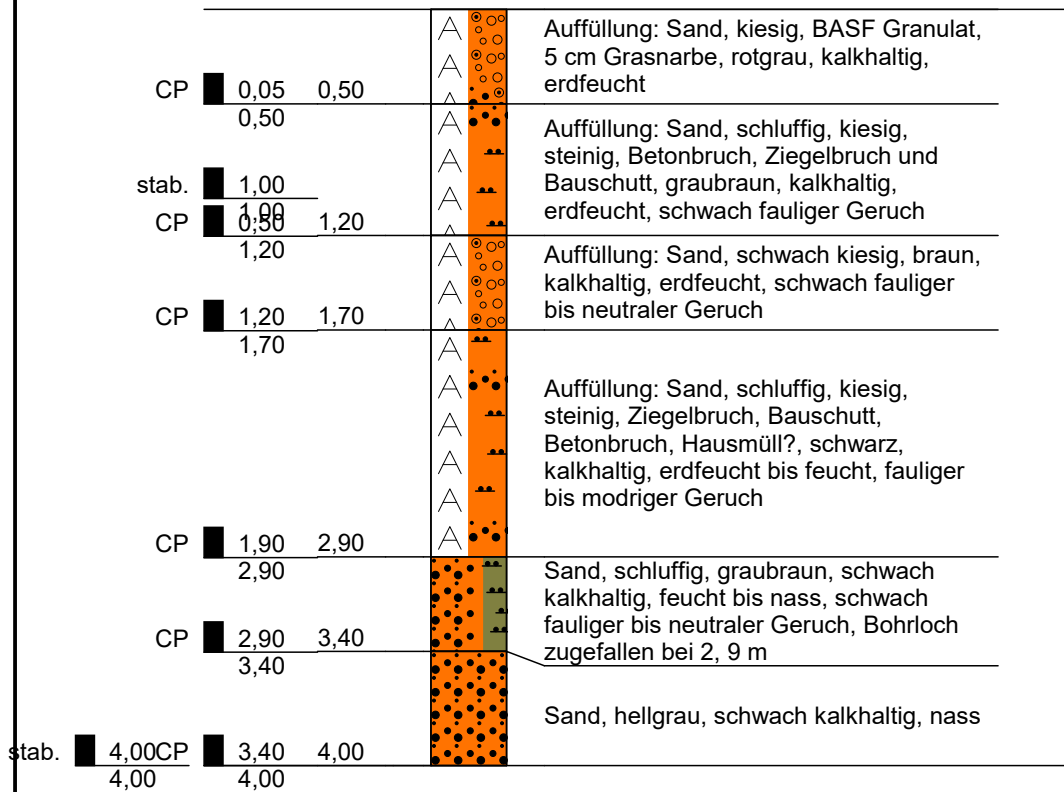 Auffüllung: Sand, kiesig, BASF Granulat,
5 cm Grasnarbe, rotgrau, kalkhaltig,
erdfeucht
CP 0,05 0,50
0,50
Auffüllung: Sand, schluffig, kiesig,
steinig, Betonbruch, Ziegelbruch und
Bauschutt, graubraun, kalkhaltig,
erdfeucht, schwach fauliger Geruch
stab. 1,00
1,00
CP 0,50 1,20
1,20
Auffüllung: Sand, schwach kiesig, braun,
kalkhaltig, erdfeucht, schwach fauliger
bis neutraler Geruch
CP 1,20 1,70
1,70
Auffüllung: Sand, schluffig, kiesig,
steinig, Ziegelbruch, Bauschutt,
Betonbruch, Hausmüll?, schwarz,
kalkhaltig, erdfeucht bis feucht, fauliger
bis modriger Geruch
CP 1,90 2,90
2,90
Sand, schluffig, graubraun, schwach
kalkhaltig, feucht bis nass, schwach
fauliger bis neutraler Geruch, Bohrloch
zugefallen bei 2, 9 m
CP 2,90 3,40
3,40
Sand, hellgrau, schwach kalkhaltig, nass
stab. 4,00 CP 3,40 4,00
4,00 4,00